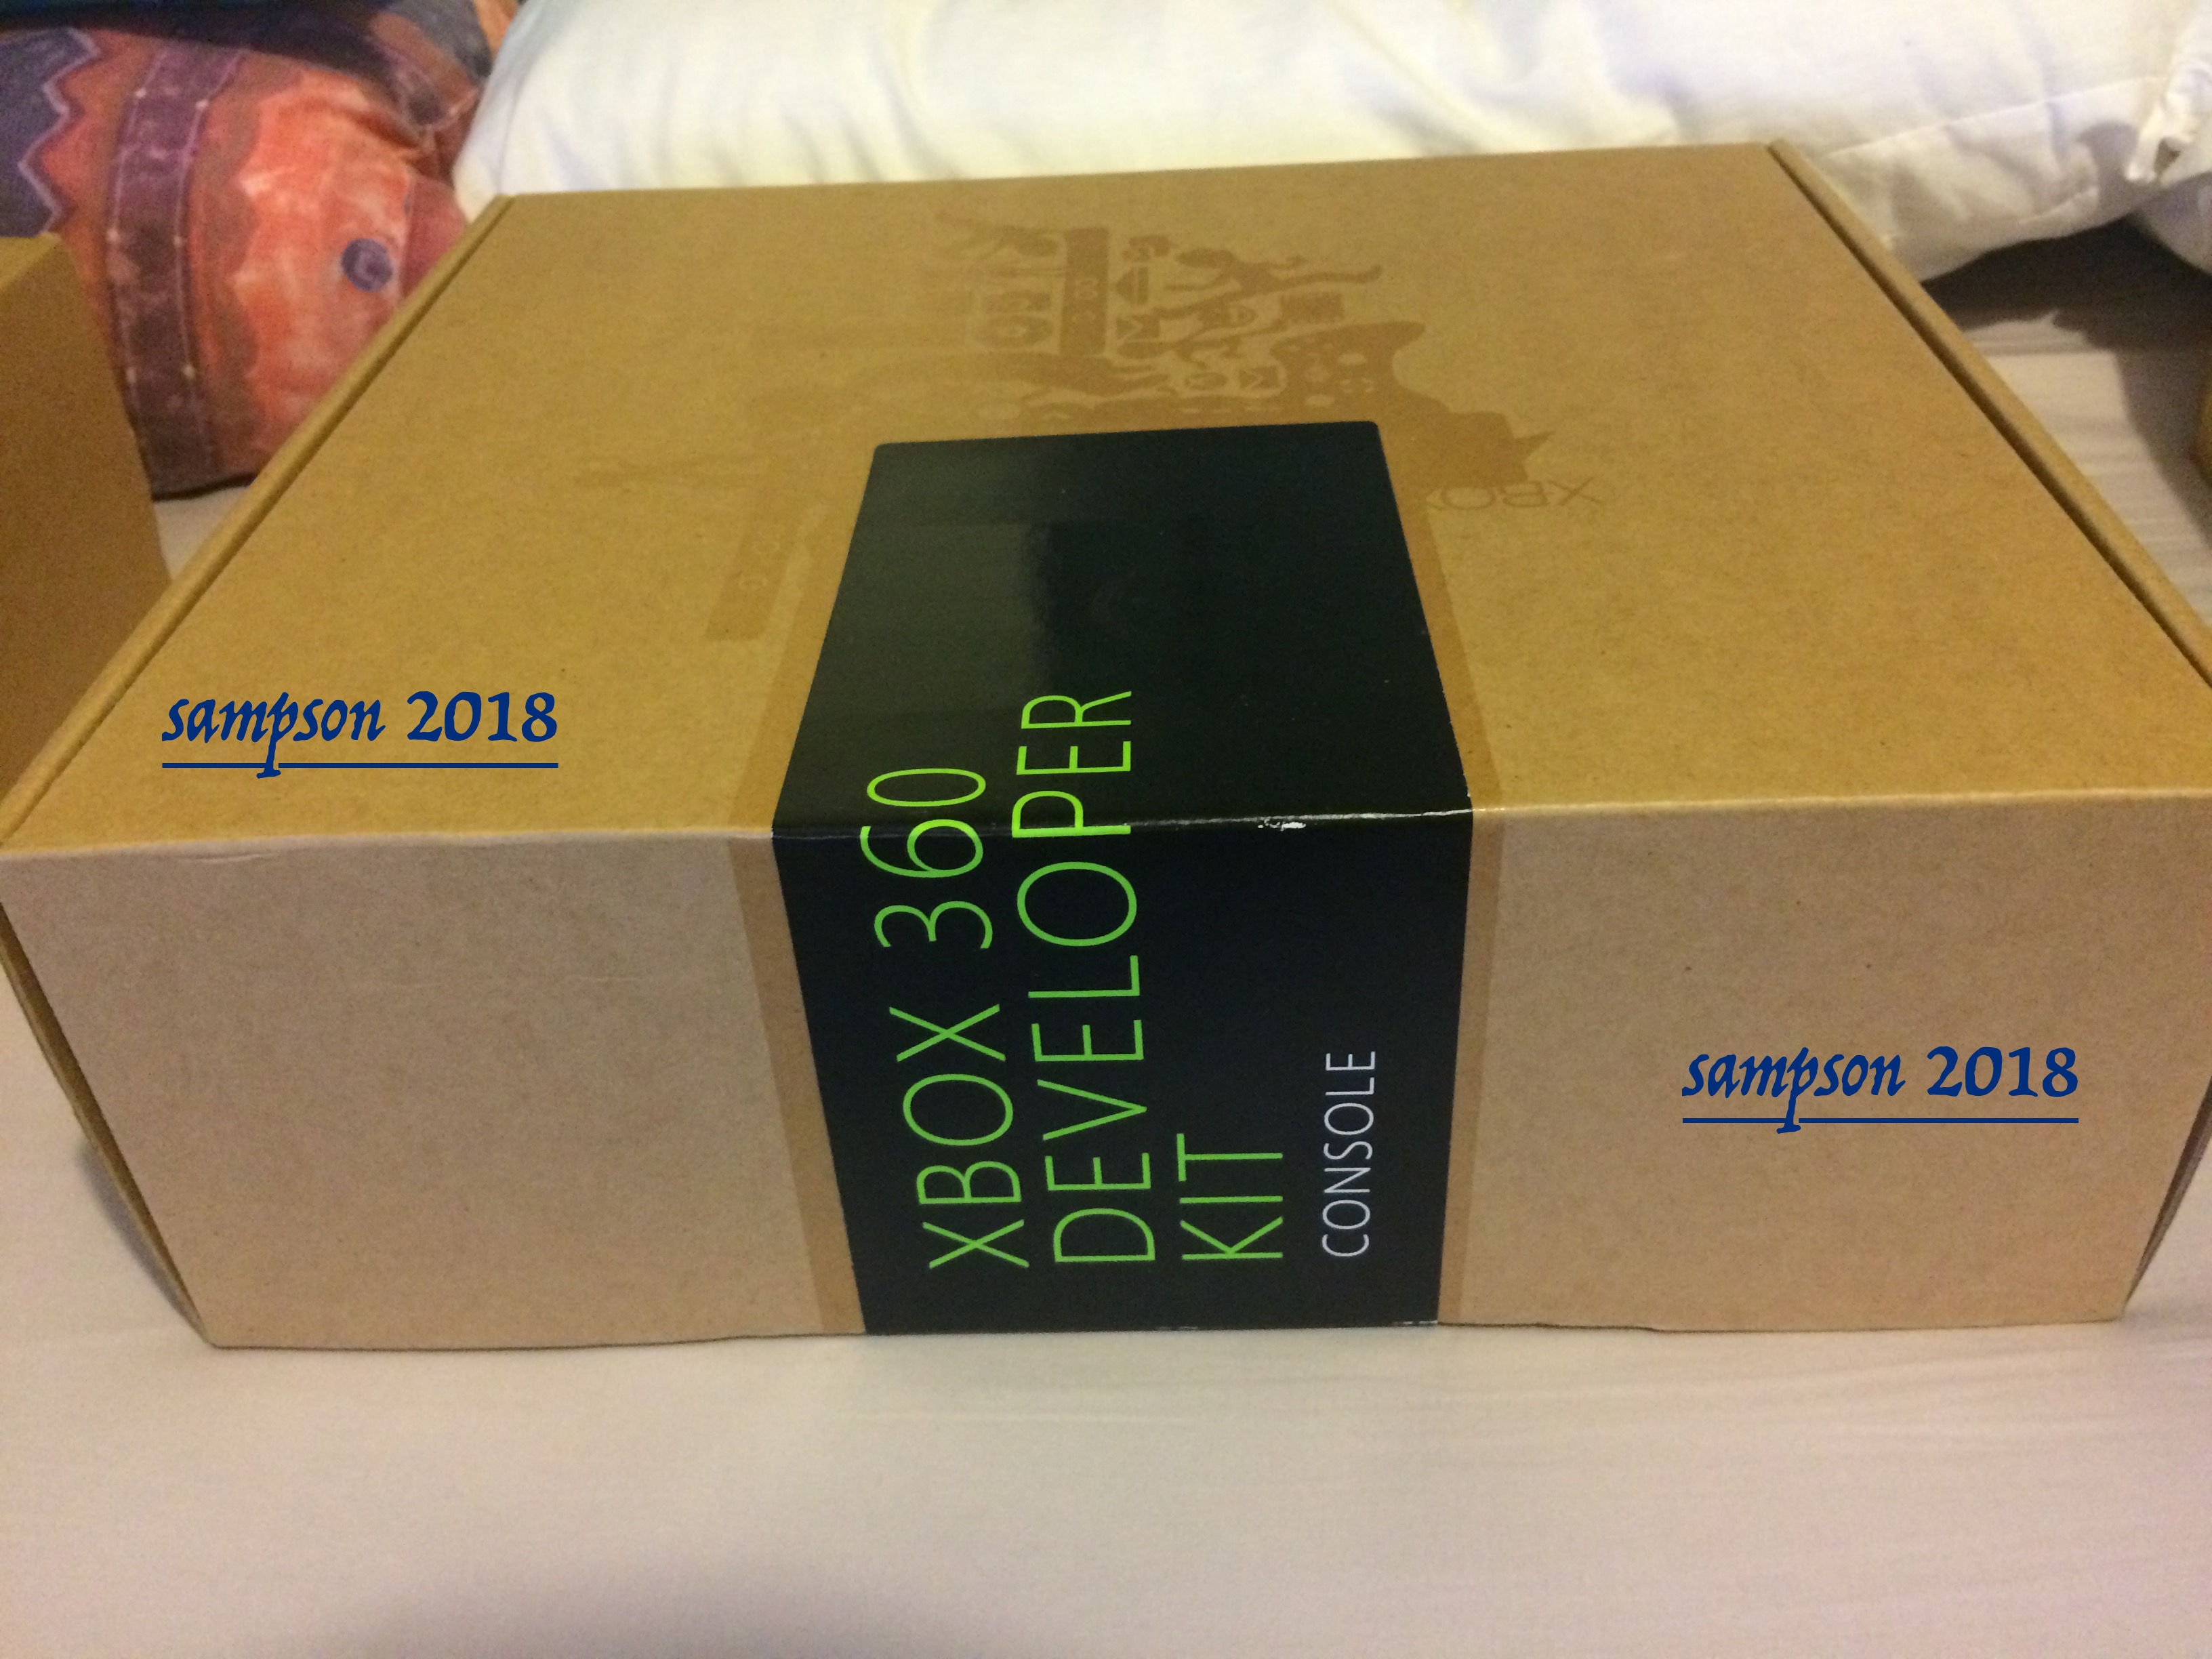 XBOX
sampson 2018
XBOX 360
DEVELOPER
KIT
CONSOLE
sampson 2018